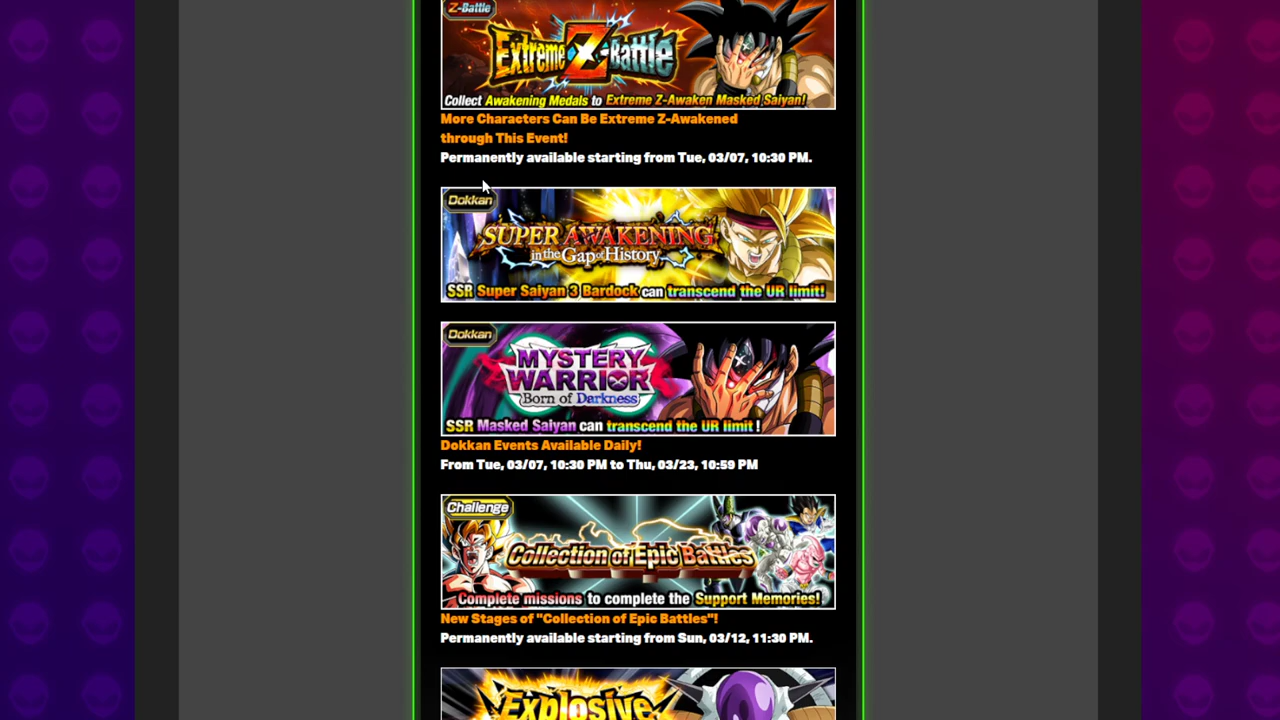 Z-Battle
Extreme Z-Battle
Collect Awakening Medals to Extreme Z-Awaken Masked Saiyan!
More Characters Can Be Extreme Z-Awakened
through This Event!
Permanently available starting from Tue, 03/07, 10:30 PM.
Dokkan
SUPER AWAKENING
in the Gap of History
SSR Super Saiyan 3 Bardock can transcend the UR limit!
Dokkan
MYSTERY
WARRIOR
Born of Darkness
SSR Masked Saiyan can transcend the UR limit!
Dokkan Events Available Daily!
From Tue, 03/07, 10:30 PM to Thu, 03/23, 10:59 PM
Challenge
Collection of Epic Battles
Complete missions to complete the Support Memories!
New Stages of "Collection of Epic Battles"!
Permanently available starting from Sun, 03/12, 11:30 PM.
Explosive